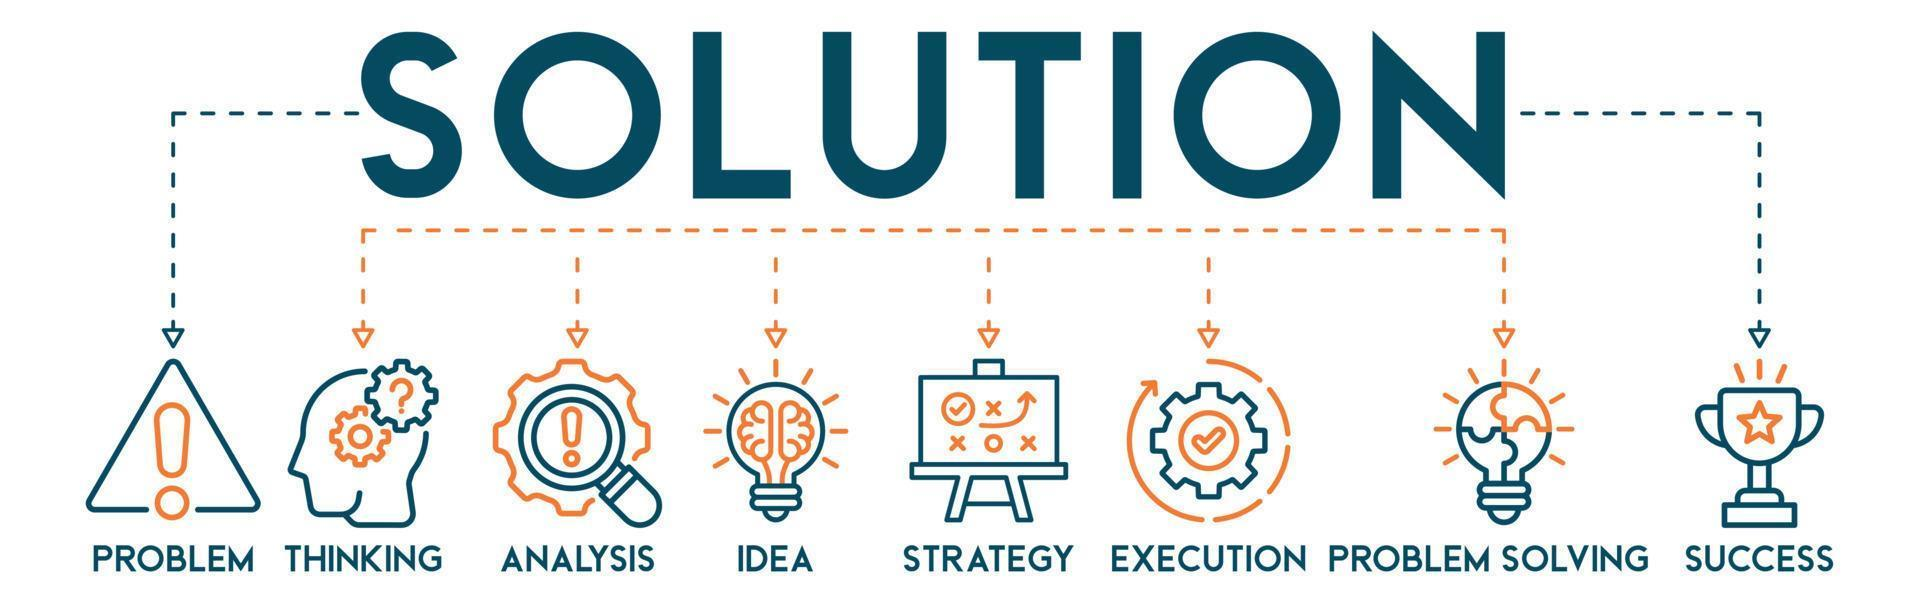 SOLUTION
PROBLEM THINKING ANALYSIS IDEA STRATEGY EXECUTION PROBLEM SOLVING SUCCESS